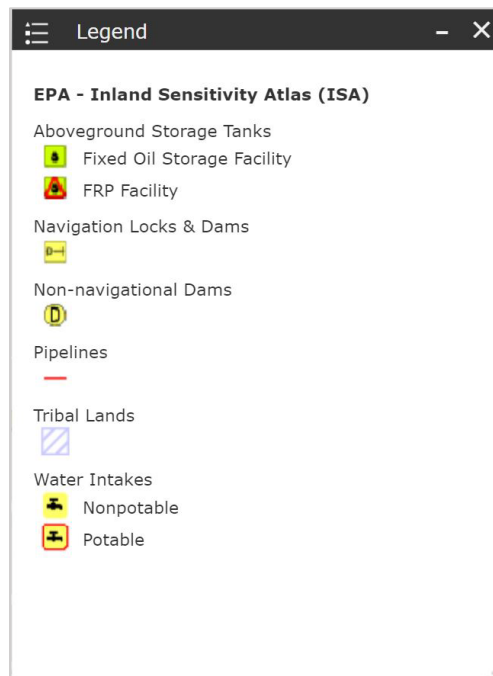 Legend
EPA - Inland Sensitivity Atlas (ISA)
Aboveground Storage Tanks
Fixed Oil Storage Facility
FRP Facility
Navigation Locks & Dams
D
Non-navigational Dams
D
Pipelines
Tribal Lands
Water Intakes
Nonpotable
Potable